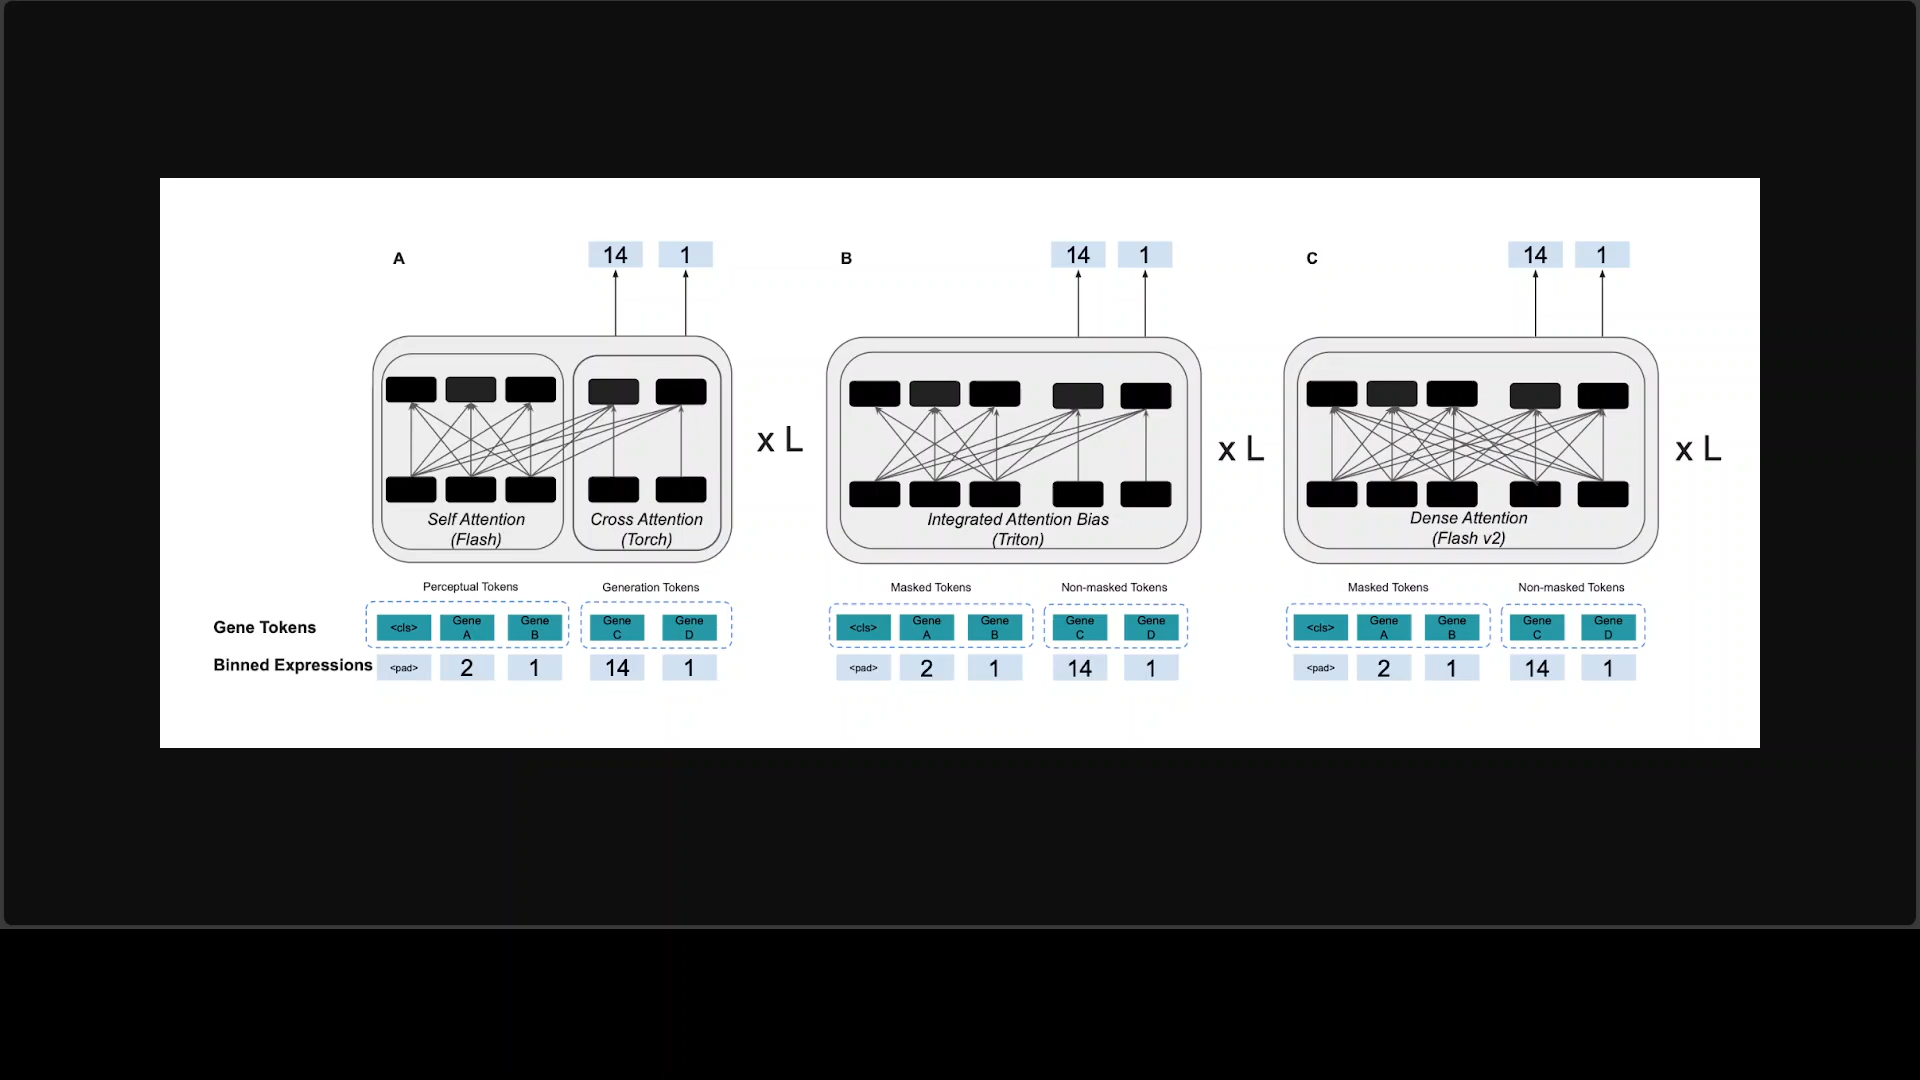 A
14 1
B
14 1
C
14 1
Self Attention
(Flash)
Cross Attention
(Torch)
x L
Integrated Attention Bias
(Triton)
x L
Dense Attention
(Flash v2)
x L
Perceptual Tokens
Generation Tokens
Masked Tokens
Non-masked Tokens
Masked Tokens
Non-masked Tokens
Gene Tokens
<cls>
Gene
A
Gene
B
Gene
C
Gene
D
<cls>
Gene
A
Gene
B
Gene
C
Gene
D
<cls>
Gene
A
Gene
B
Gene
C
Gene
D
Binned Expressions
<pad> 2 1 14 1
<pad> 2 1 14 1
<pad> 2 1 14 1